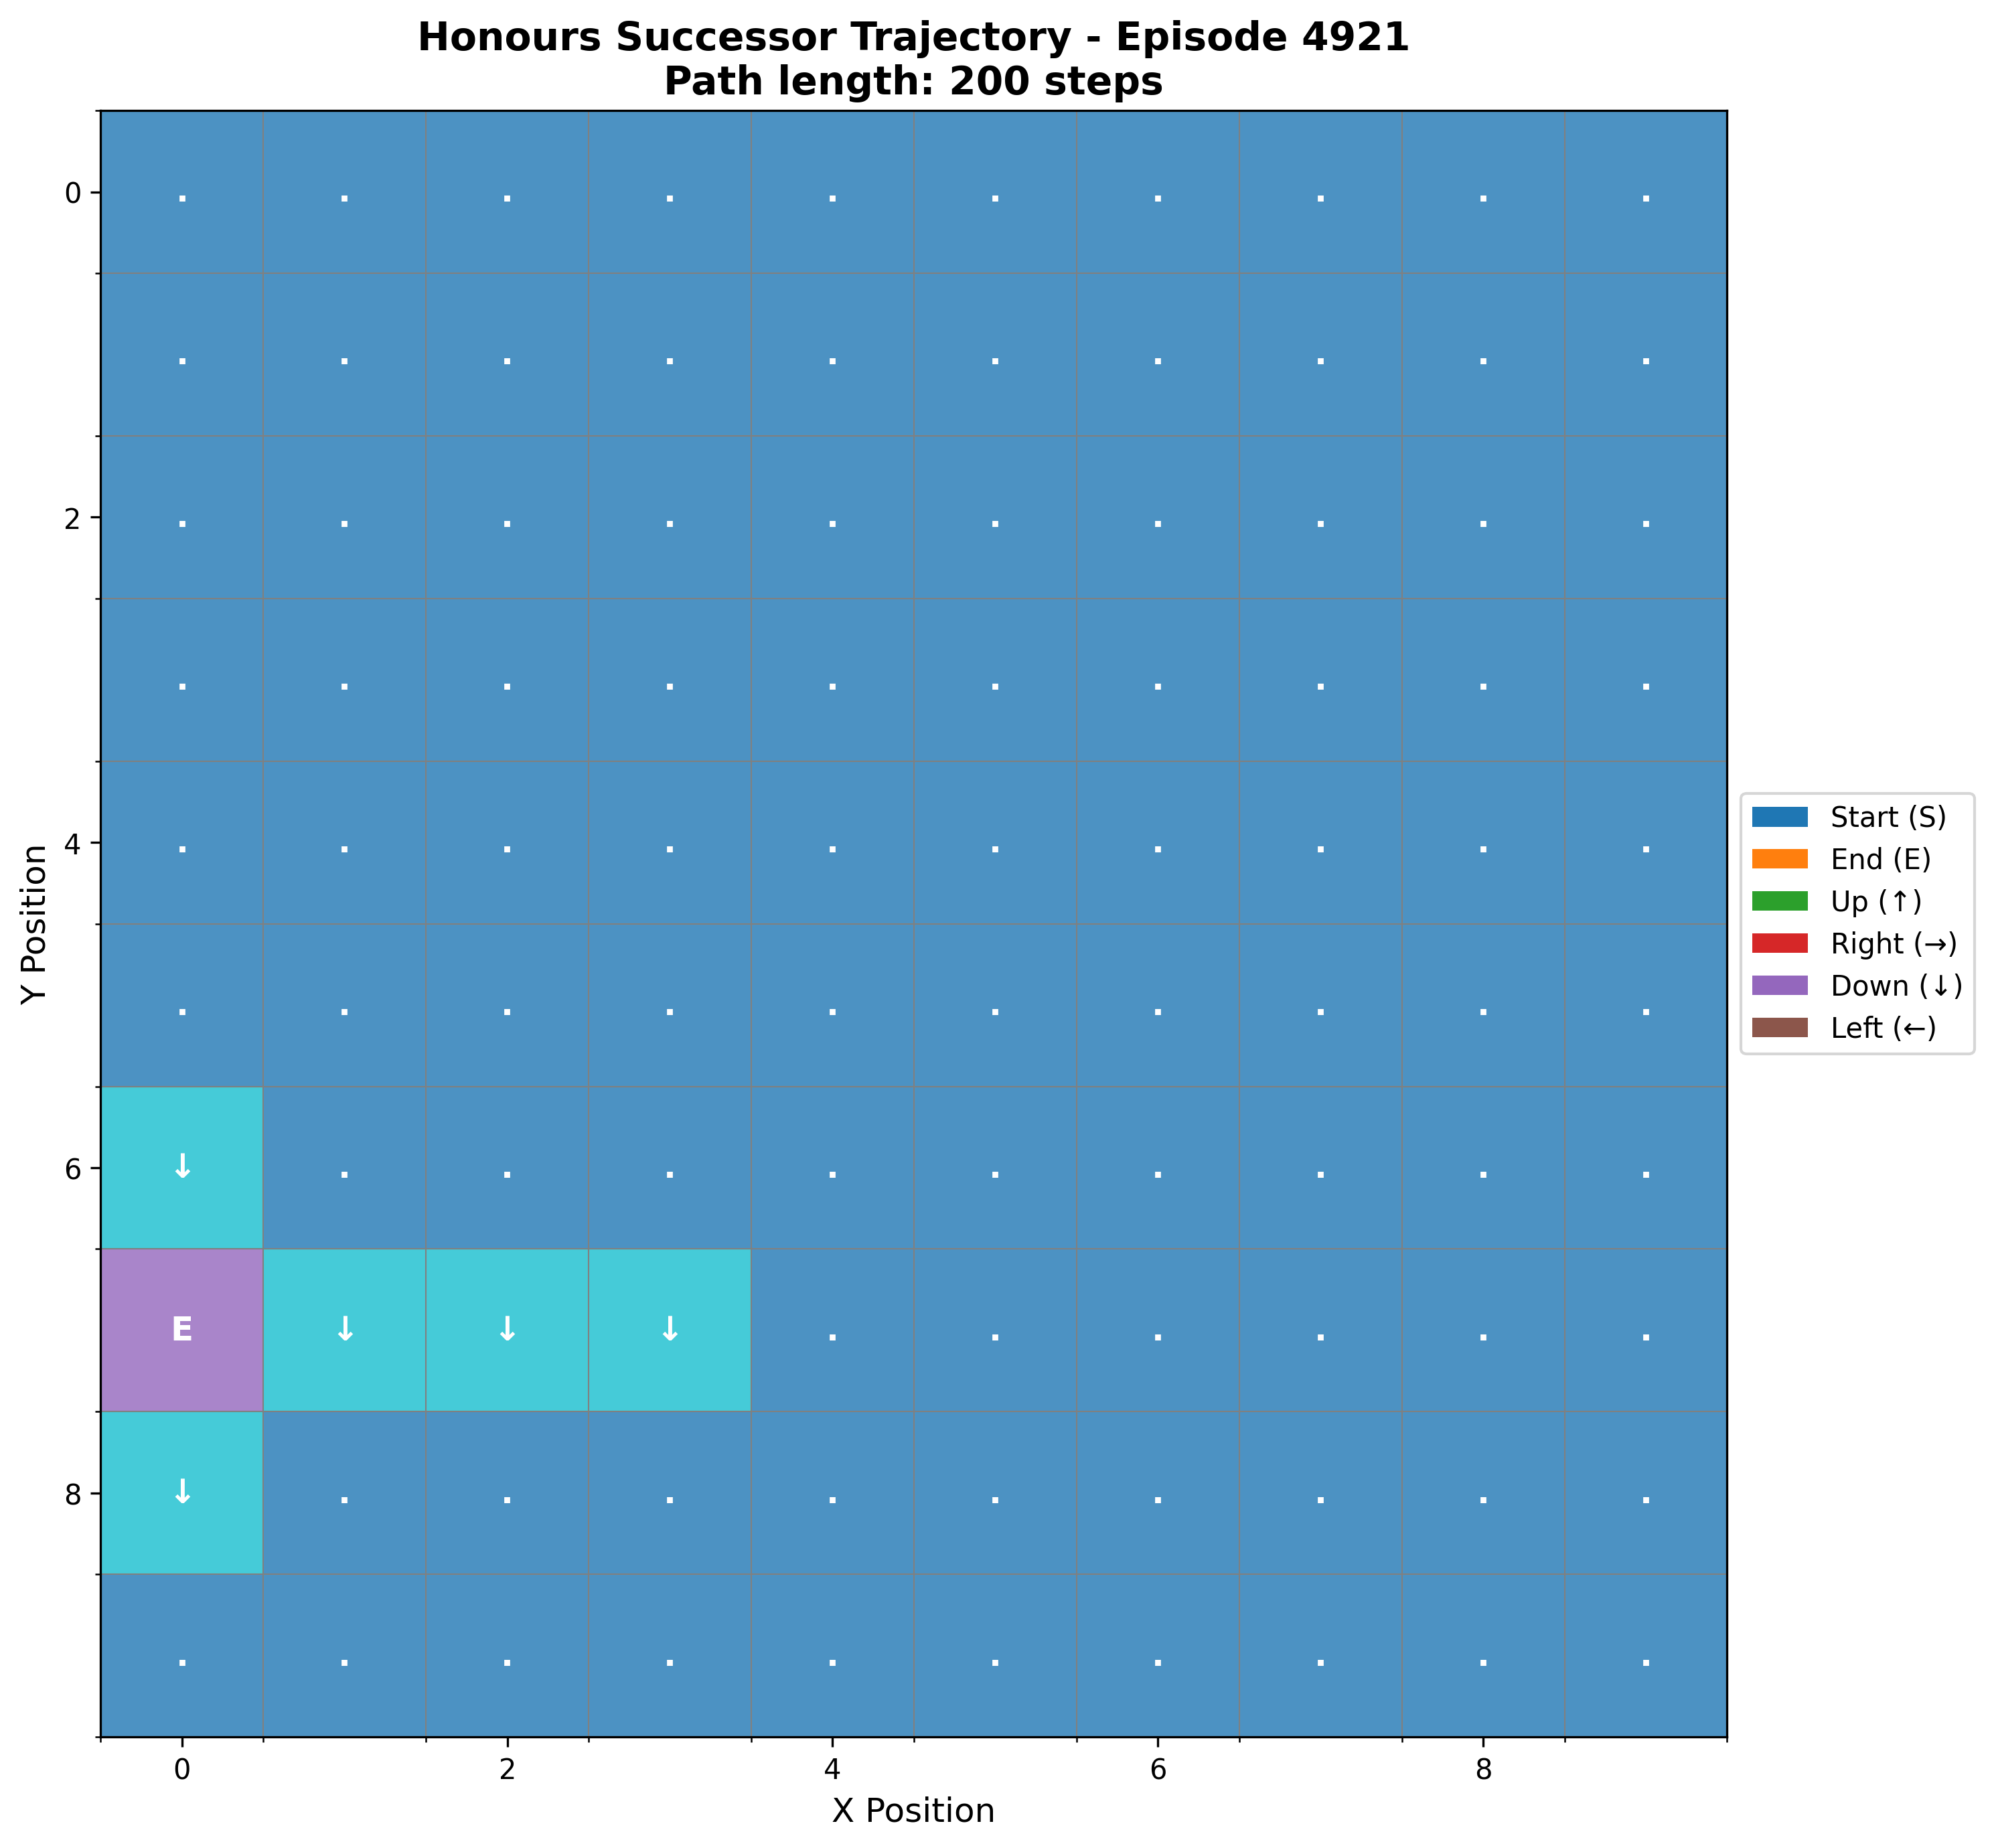 Honours Successor Trajectory - Episode 4921
Path length: 200 steps
0
2
4
Y Position
6
8
↓
E ↓ ↓ ↓
↓
0 2 4 6 8
X Position
Start (S)
End (E)
Up (↑)
Right (→)
Down (↓)
Left (←)